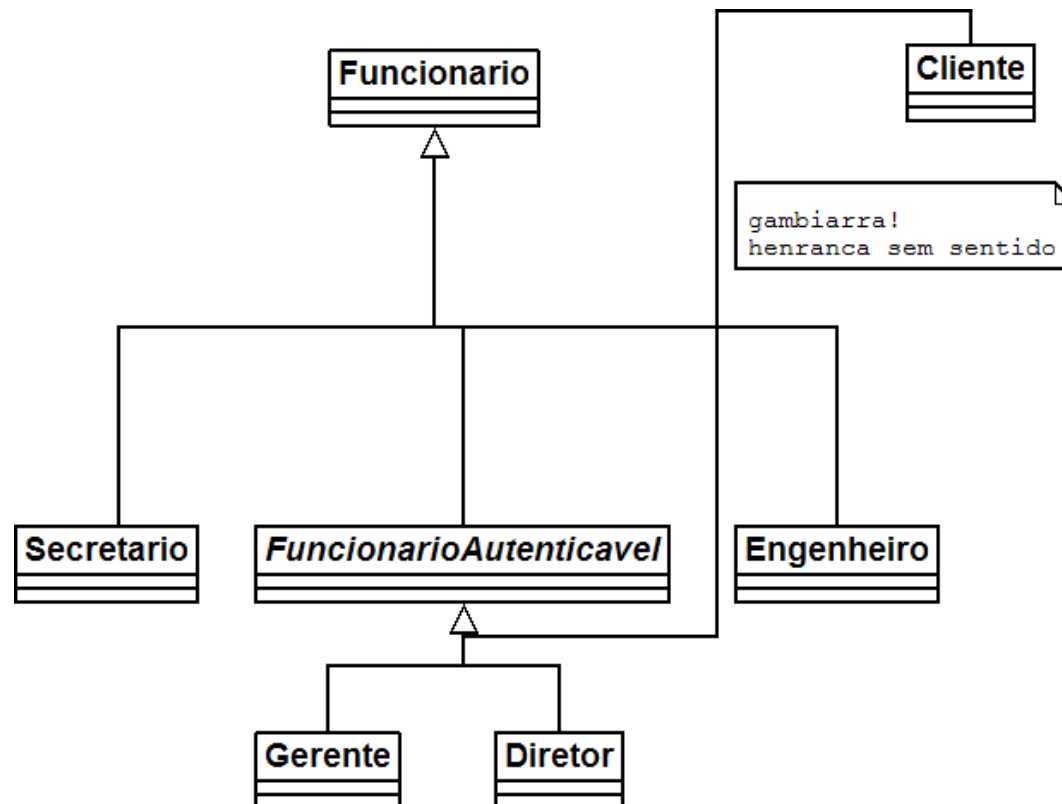 Funcionario
Cliente
gambiarra!
henranca sem sentido
Secretario
FuncionarioAutenticavel
Engenheiro
Gerente
Diretor